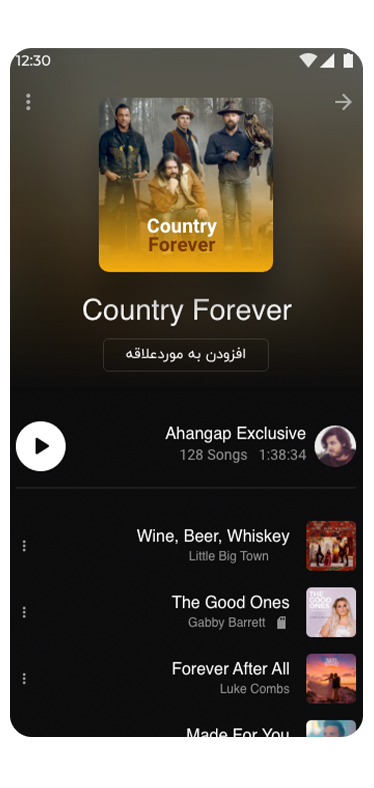 12:30
Country
Forever
Country Forever
افزودن به موردعلاقه
Ahangap Exclusive
128 Songs 1:38:34
Wine, Beer, Whiskey
Little Big Town
THE
GOOD
ONES
The Good Ones
Gabby Barrett
Forever After All
Luke Combs
Made For You